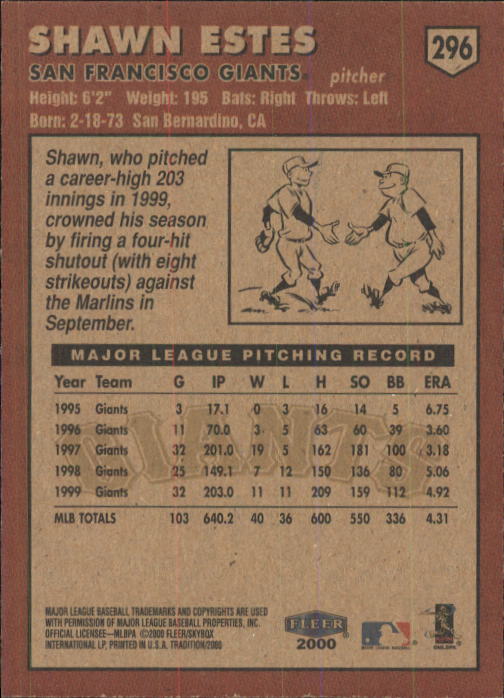 SHAWN ESTES
296
SAN FRANCISCO GIANTS pitcher
Height: 6'2" Weight: 195 Bats: Right Throws: Left
Born: 2-18-73 San Bernardino, CA
Shawn, who pitched
a career-high 203
innings in 1999,
crowned his season
by firing a four-hit
shutout (with eight
strikeouts) against
the Marlins in
September.
MAJOR LEAGUE PITCHING RECORD
Year Team G IP W L H SO BB ERA
1995 Giants 3 17.1 0 3 16 14 5 6.75
1996 Giants 11 70.0 3 5 63 60 39 3.60
1997 Giants 32 201.0 19 5 162 181 100 3.18
1998 Giants 25 149.1 7 12 150 136 80 5.06
1999 Giants 32 203.0 11 11 209 159 112 4.92
MLB TOTALS 103 640.2 40 36 600 550 336 4.31
GIANTS
MAJOR LEAGUE BASEBALL TRADEMARKS AND COPYRIGHTS ARE USED
WITH PERMISSION OF MAJOR LEAGUE BASEBALL PROPERTIES, INC.
OFFICIAL LICENSEE—MLBPA ©2000 FLEER/SKYBOX
INTERNATIONAL LP, PRINTED IN U.S.A. TRADITION/2000
FLEER
2000